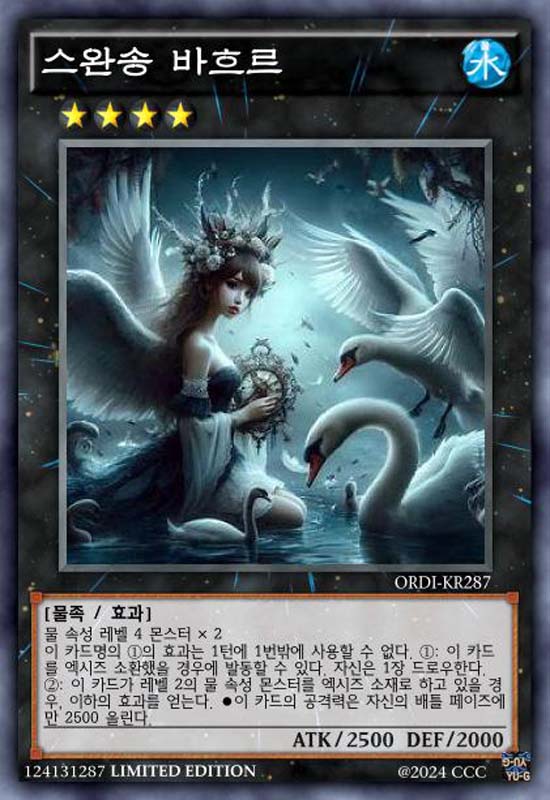 스완송 바흐르
水
ORDI-KR287
[물족 / 효과]
물 속성 레벨 4 몬스터 × 2
이 카드명의 ①의 효과는 1턴에 1번밖에 사용할 수 없다. ①: 이 카드
를 엑시즈 소환했을 경우에 발동할 수 있다. 자신은 1장 드로우한다.
②: 이 카드가 레벨 2의 물 속성 몬스터를 엑시즈 소재로 하고 있을 경
우, 이하의 효과를 얻는다. ●이 카드의 공격력은 자신의 배틀 페이즈에
만 2500 올린다.
ATK/2500 DEF/2000
124131287 LIMITED EDITION @2024 CCC